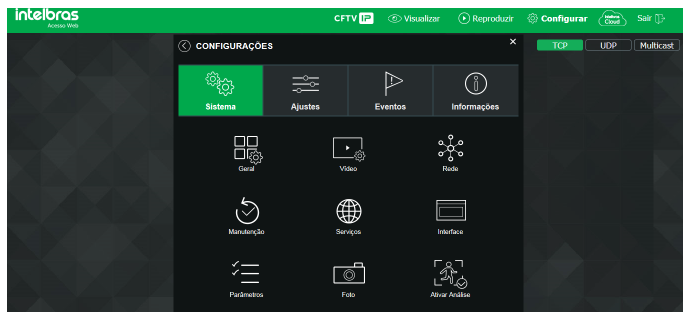 intelbras
Acesso Web
CFTV IP Visualizar Reproduzir Configurar intelbras Cloud Sair
CONFIGURAÇÕES ×
TCP UDP Multicast
Sistema Ajustes Eventos Informações
Geral Vídeo Rede
Manutenção Serviços Interface
Parâmetros Foto Ativar Análise